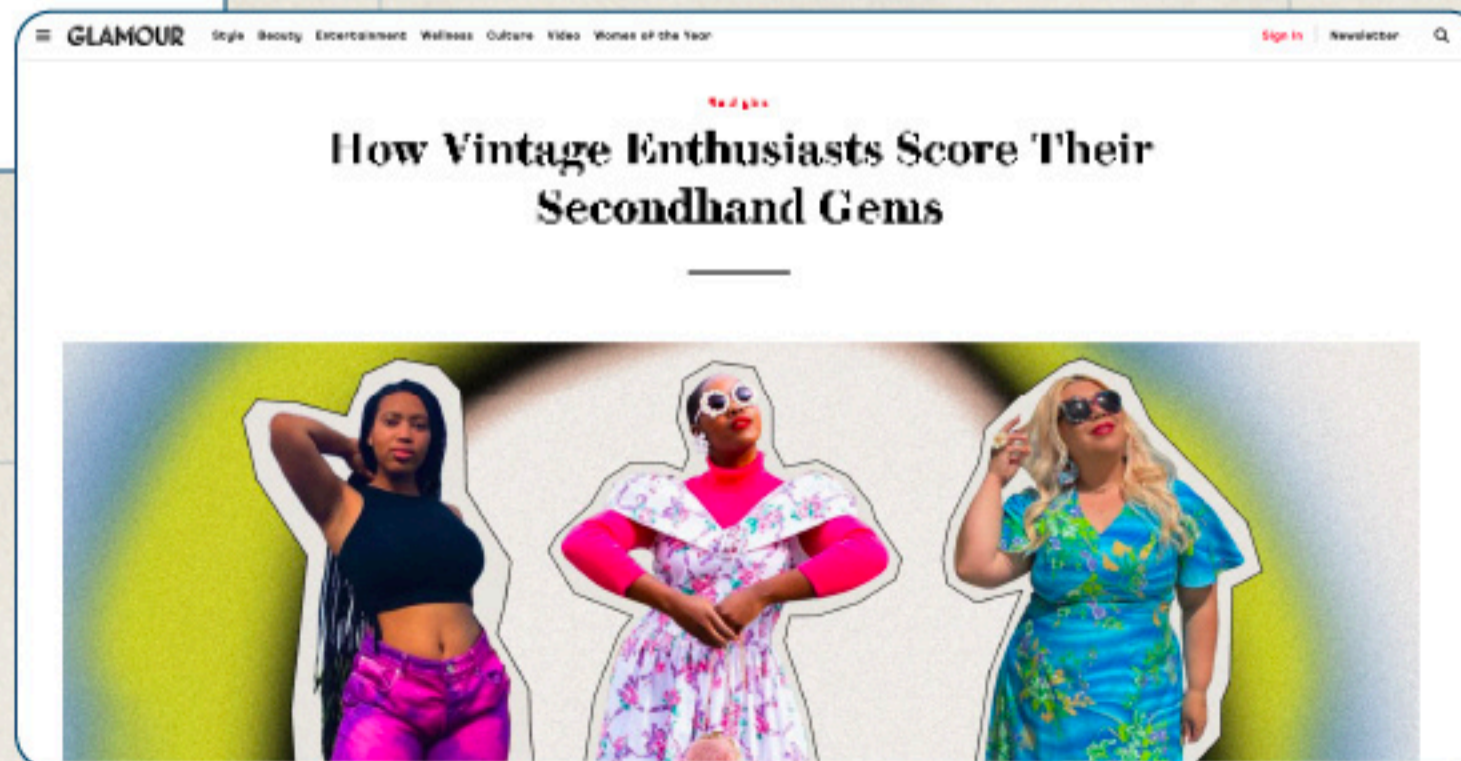 GLAMOUR Style Beauty Entertainment Wellness Culture Video Women of the Year Sign In Newsletter
How Vintage Enthusiasts Score Their
Secondhand Gems